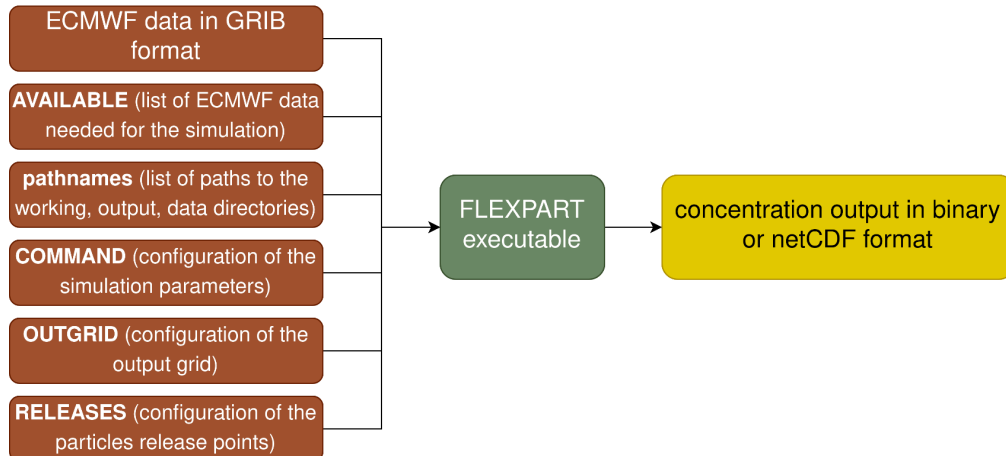 ECMWF data in GRIB
format
AVAILABLE (list of ECMWF data
needed for the simulation)
pathnames (list of paths to the
working, output, data directories)
COMMAND (configuration of the
simulation parameters)
OUTGRID (configuration of the
output grid)
RELEASES (configuration of the
particles release points)
FLEXPART
executable
concentration output in binary
or netCDF format